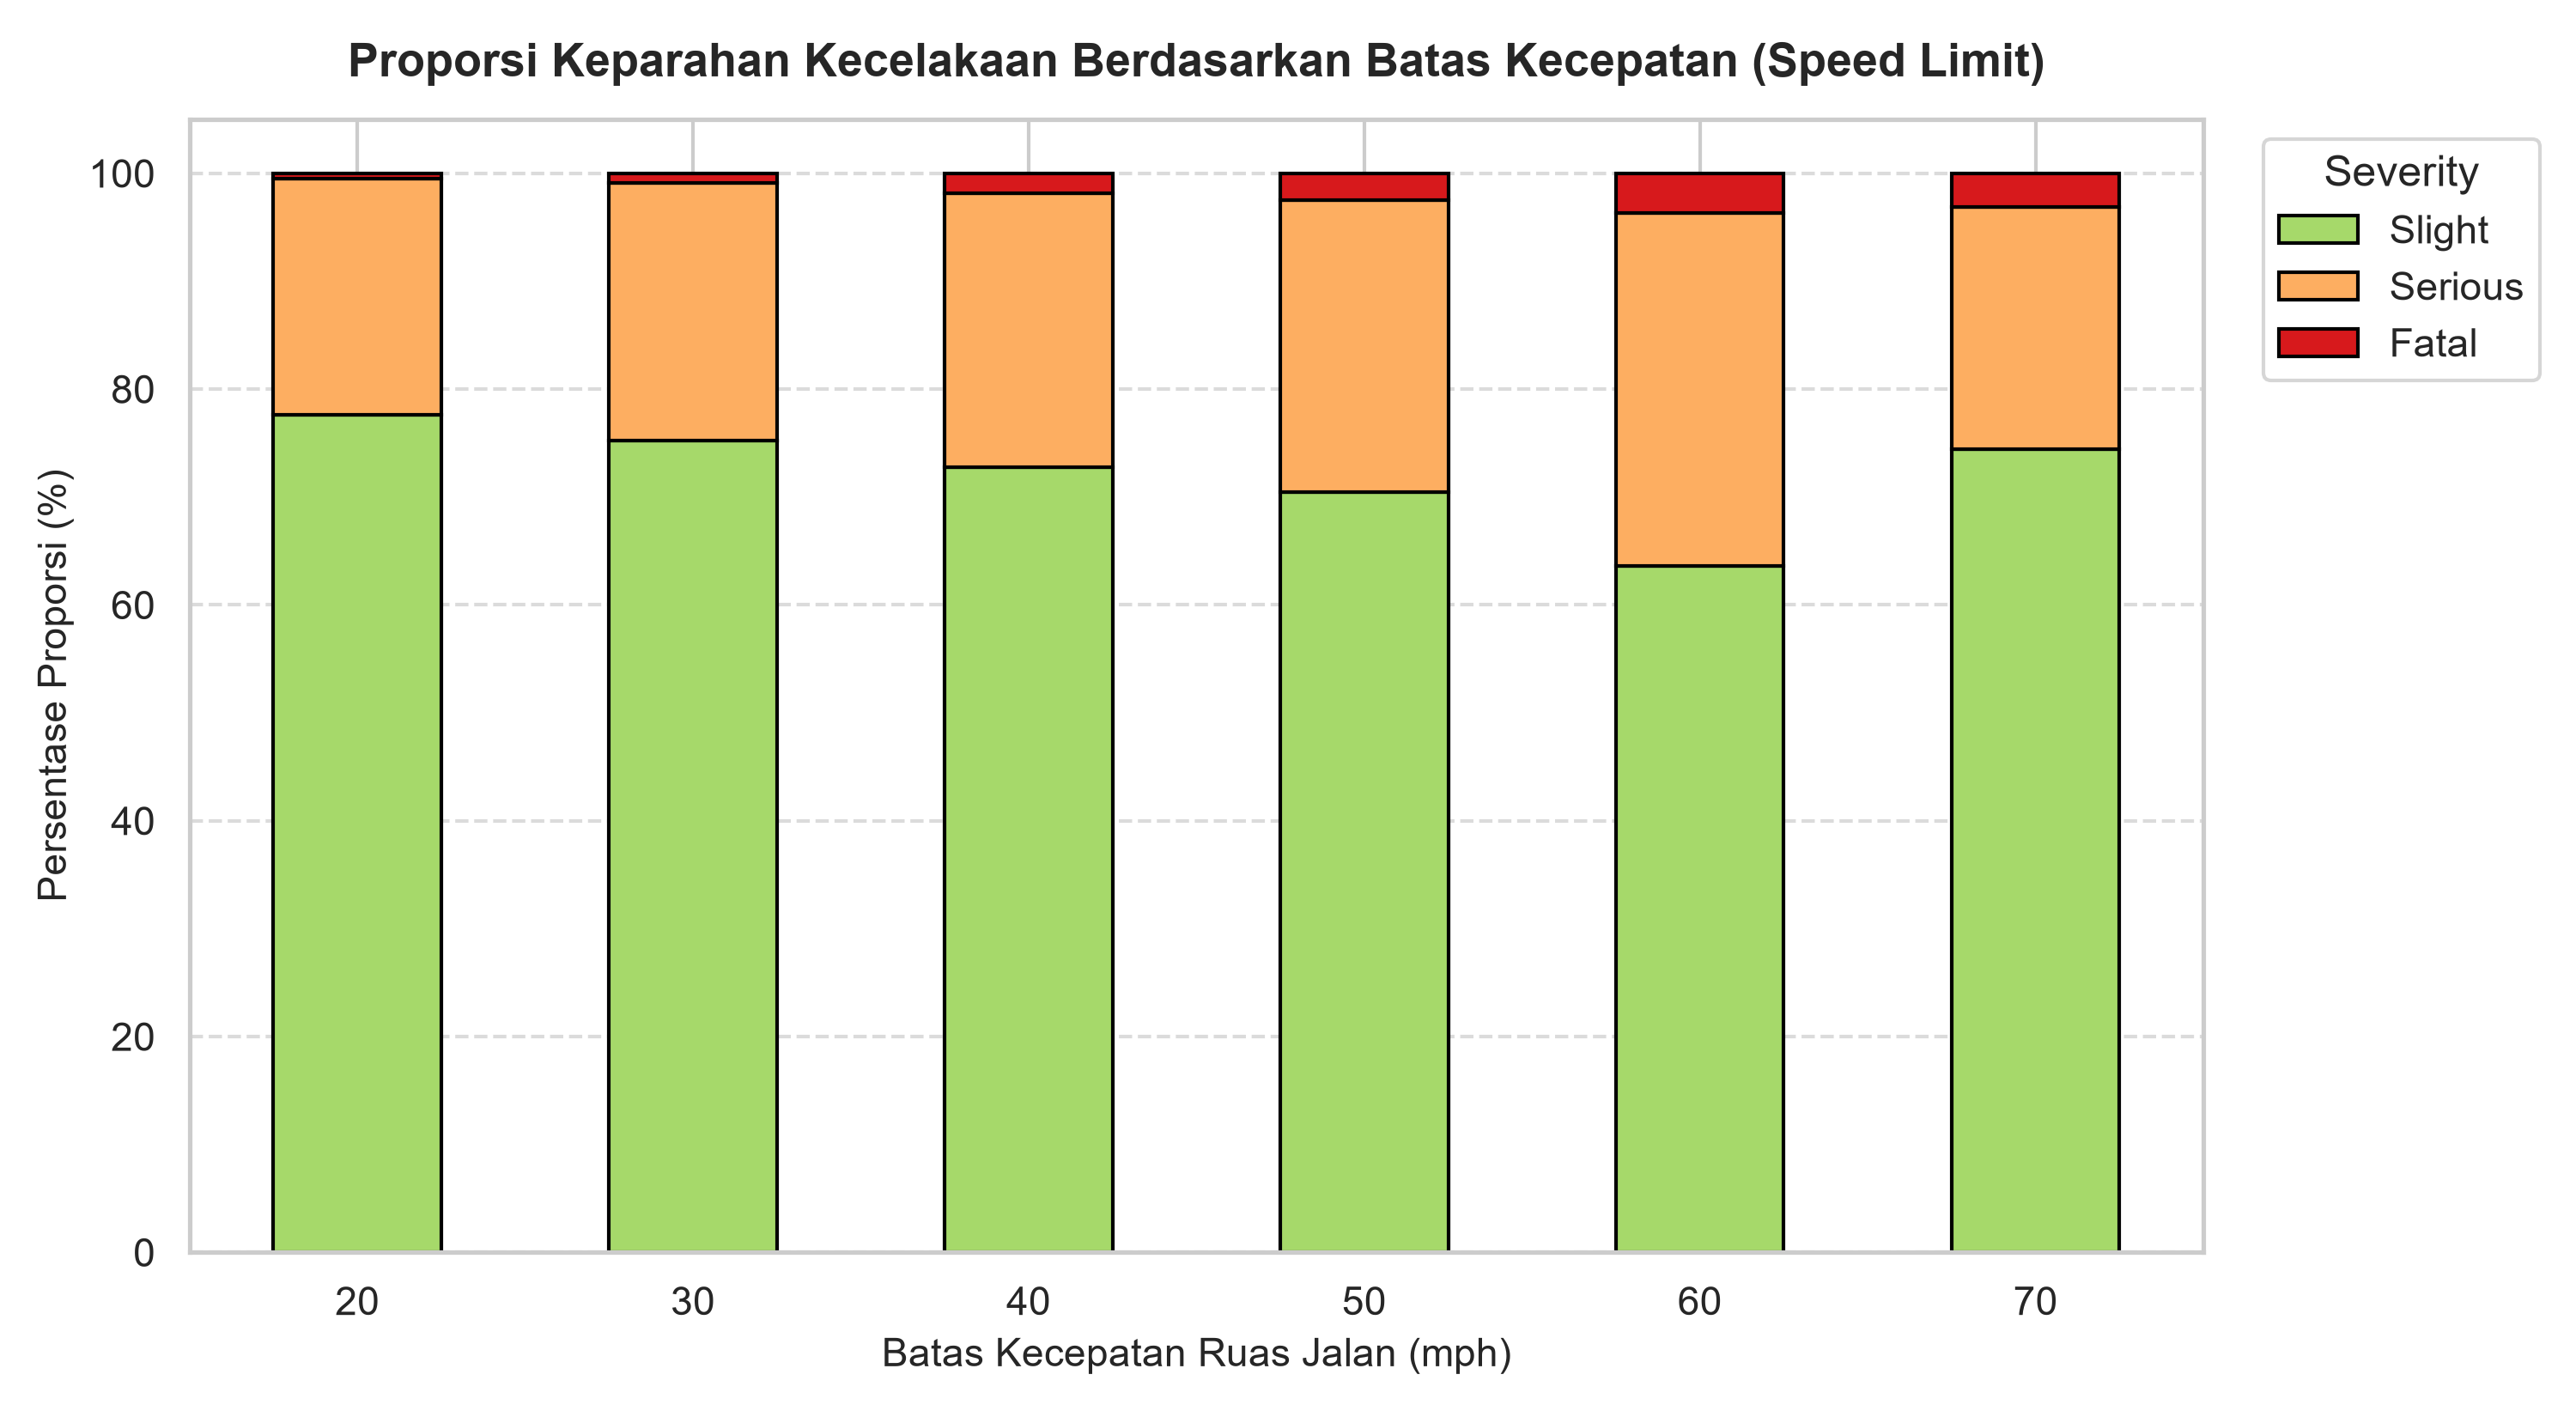 Proporsi Keparahan Kecelakaan Berdasarkan Batas Kecepatan (Speed Limit)
Severity
Slight
Serious
Fatal
Persentase Proporsi (%)
100
80
60
40
20
0
20 30 40 50 60 70
Batas Kecepatan Ruas Jalan (mph)